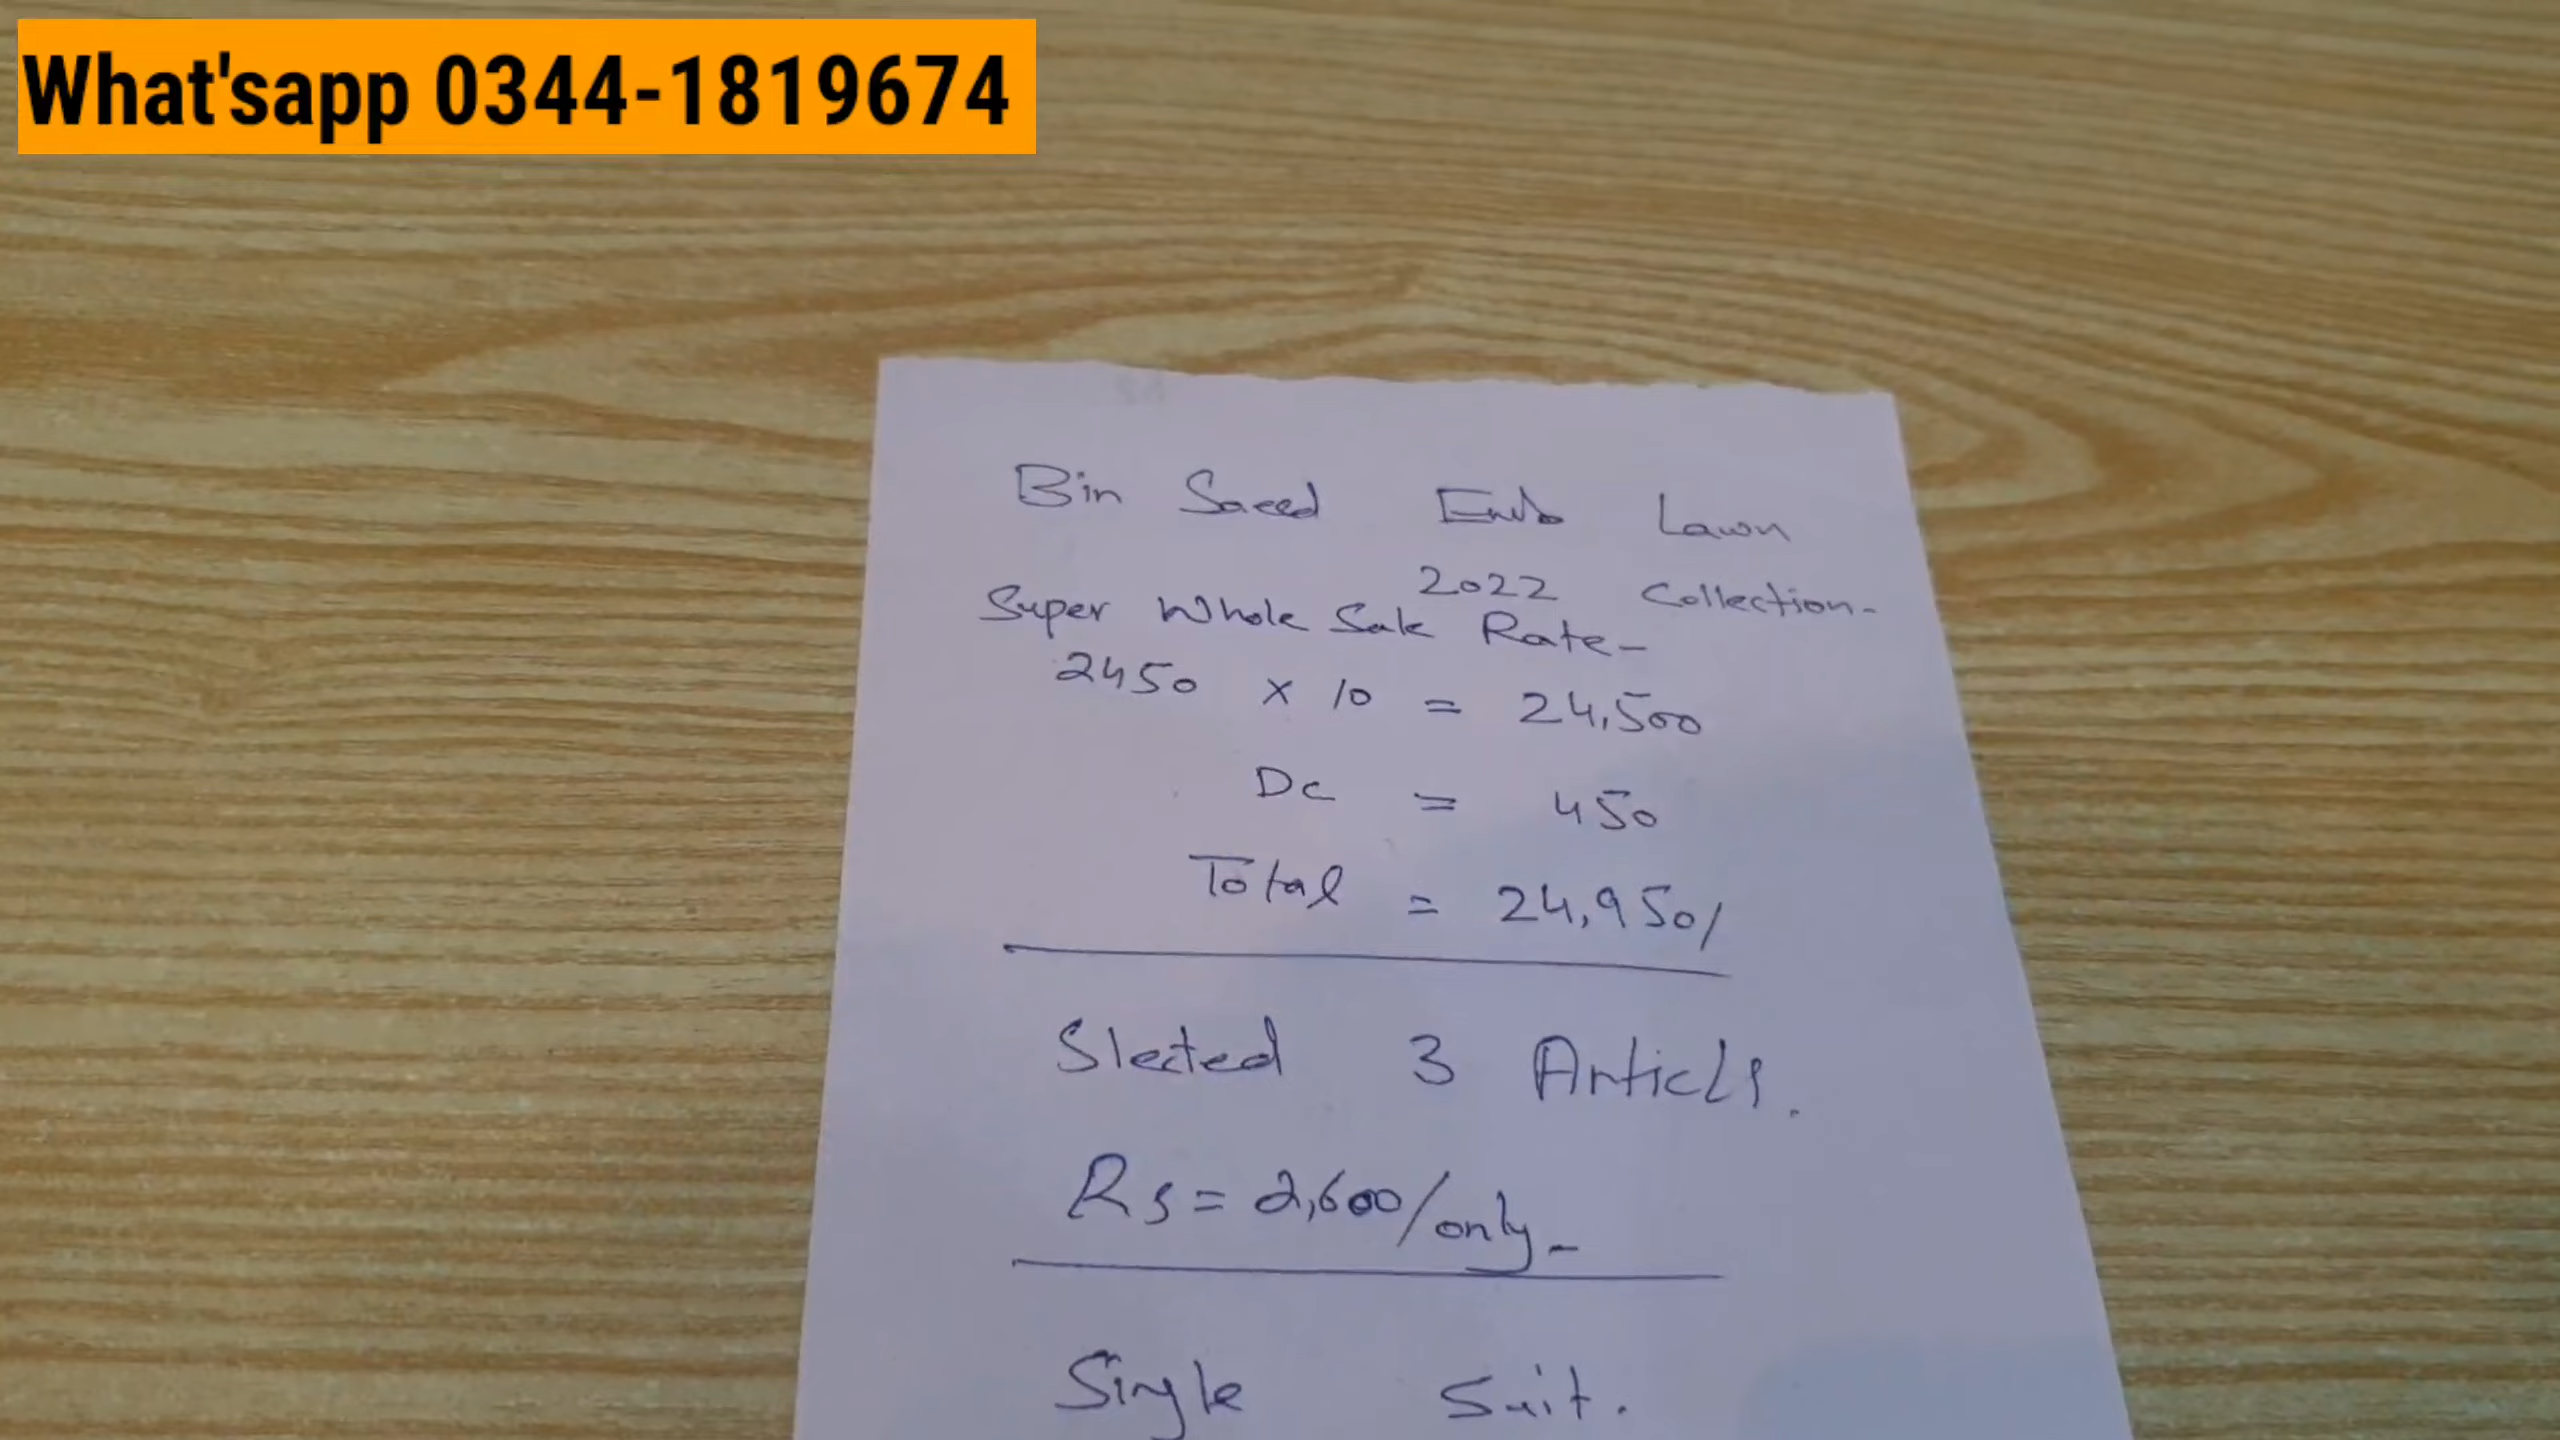 What'sapp 0344-1819674
Bin Saeed Emb Lawn
2022 Collection-
Super Whole Sale Rate-
2450 x 10 = 24,500
Dc = 450
Total = 24,950/
Slected 3 Articls.
Rs = 2,600/only-
Single Suit.